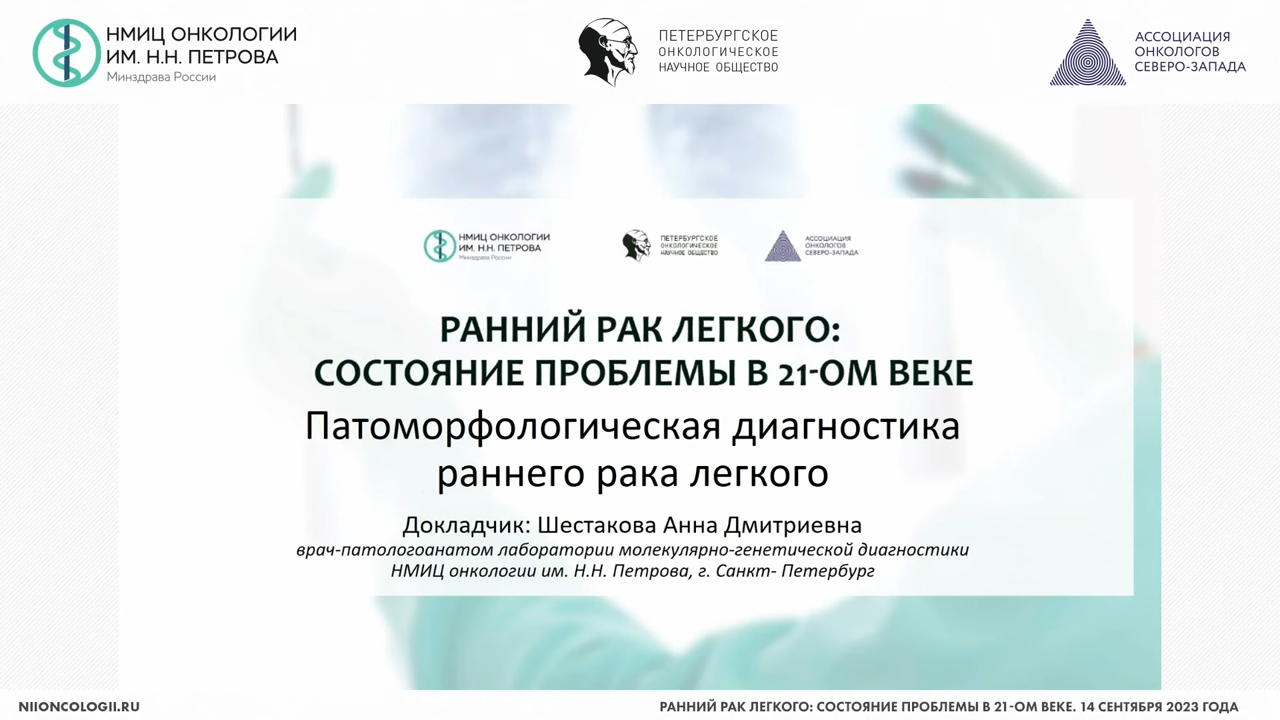 НМИЦ ОНКОЛОГИИ
ИМ. Н.Н. ПЕТРОВА
Минздрава России
ПЕТЕРБУРГСКОЕ
ОНКОЛОГИЧЕСКОЕ
НАУЧНОЕ ОБЩЕСТВО
АССОЦИАЦИЯ
ОНКОЛОГОВ
СЕВЕРО-ЗАПАДА
НМИЦ ОНКОЛОГИИ
ИМ. Н.Н. ПЕТРОВА
Минздрава России
ПЕТЕРБУРГСКОЕ
ОНКОЛОГИЧЕСКОЕ
НАУЧНОЕ ОБЩЕСТВО
АССОЦИАЦИЯ
ОНКОЛОГОВ
СЕВЕРО-ЗАПАДА
РАННИЙ РАК ЛЕГКОГО:
СОСТОЯНИЕ ПРОБЛЕМЫ В 21-ОМ ВЕКЕ
Патоморфологическая диагностика
раннего рака легкого
Докладчик: Шестакова Анна Дмитриевна
врач-патологоанатом лаборатории молекулярно-генетической диагностики
НМИЦ онкологии им. Н.Н. Петрова, г. Санкт- Петербург
NIIONCOLOGII.RU
РАННИЙ РАК ЛЕГКОГО: СОСТОЯНИЕ ПРОБЛЕМЫ В 21-ОМ ВЕКЕ. 14 СЕНТЯБРЯ 2023 ГОДА